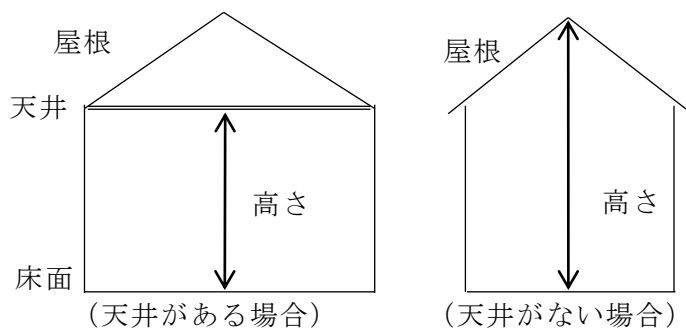 屋根
天井
高さ
床面
（天井がある場合）
屋根
高さ
（天井がない場合）